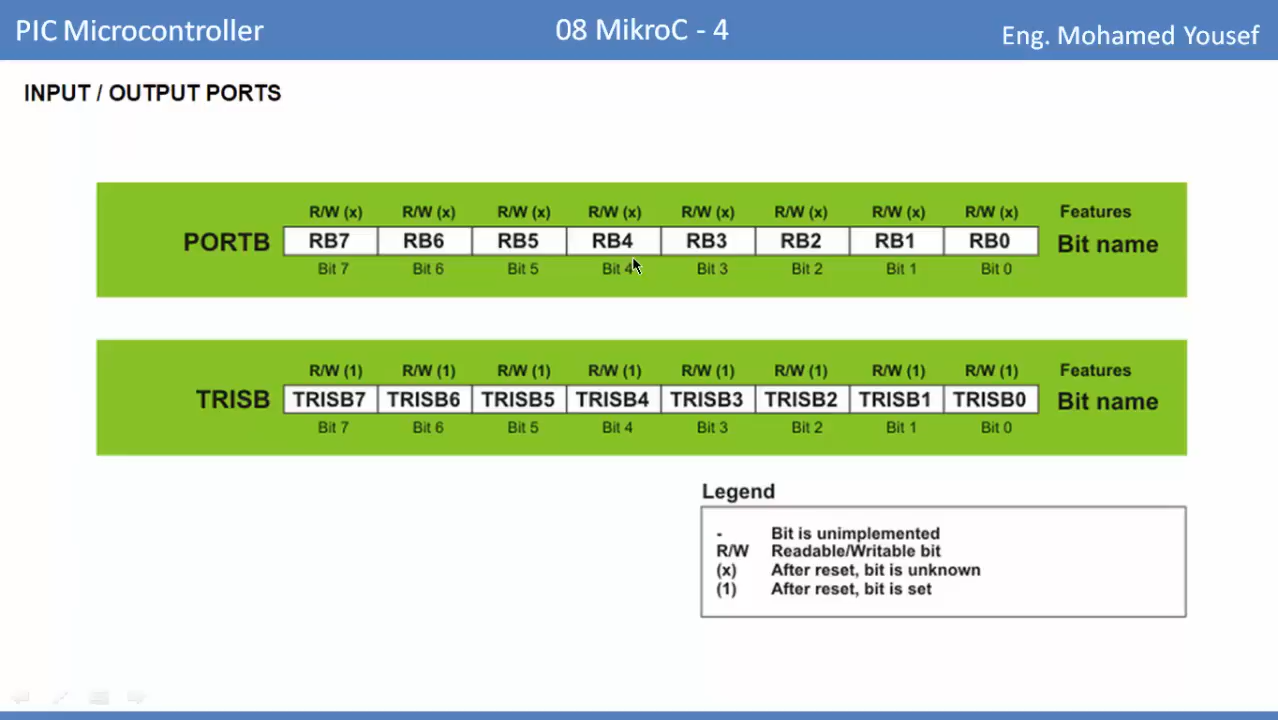 PIC Microcontroller 08 MikroC - 4 Eng. Mohamed Yousef
INPUT / OUTPUT PORTS
R/W (x) R/W (x) R/W (x) R/W (x) R/W (x) R/W (x) R/W (x) R/W (x) Features
PORTB RB7 RB6 RB5 RB4 RB3 RB2 RB1 RB0 Bit name
Bit 7 Bit 6 Bit 5 Bit 4 Bit 3 Bit 2 Bit 1 Bit 0
R/W (1) R/W (1) R/W (1) R/W (1) R/W (1) R/W (1) R/W (1) R/W (1) Features
TRISB TRISB7 TRISB6 TRISB5 TRISB4 TRISB3 TRISB2 TRISB1 TRISB0 Bit name
Bit 7 Bit 6 Bit 5 Bit 4 Bit 3 Bit 2 Bit 1 Bit 0
Legend
- Bit is unimplemented
R/W Readable/Writable bit
(x) After reset, bit is unknown
(1) After reset, bit is set